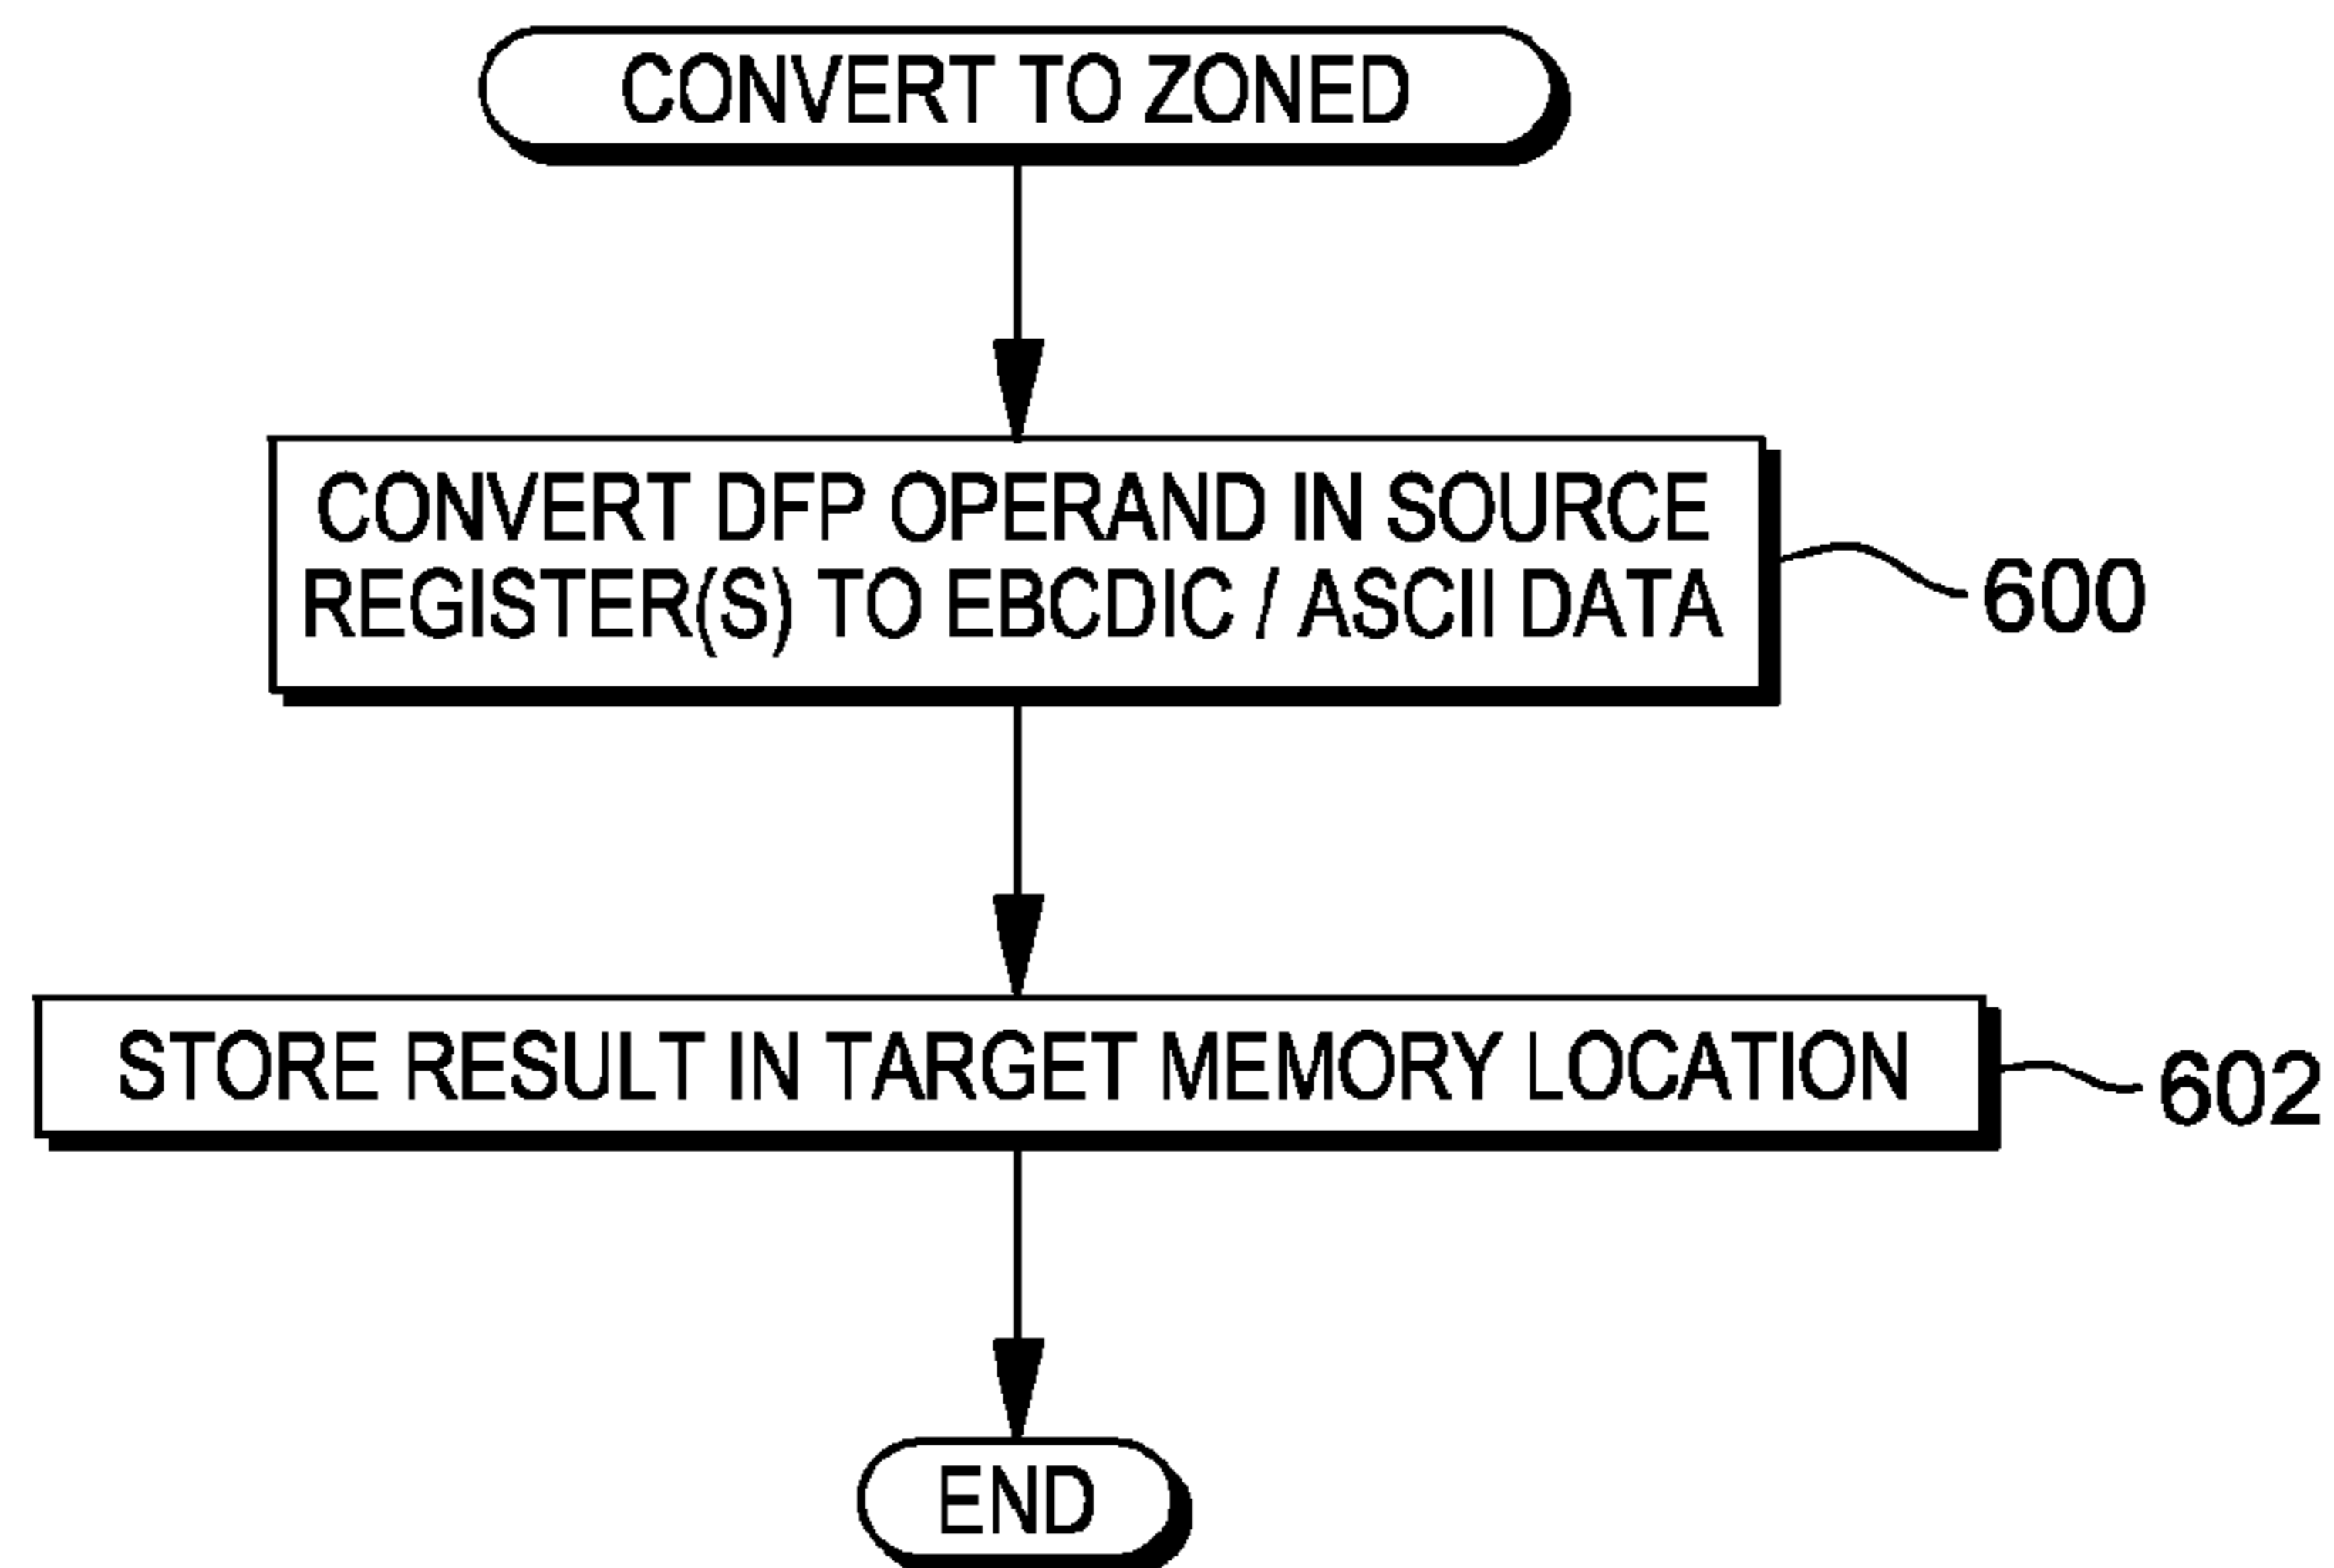 CONVERT TO ZONED
CONVERT DFP OPERAND IN SOURCE
REGISTER(S) TO EBCDIC / ASCII DATA
600
STORE RESULT IN TARGET MEMORY LOCATION
602
END